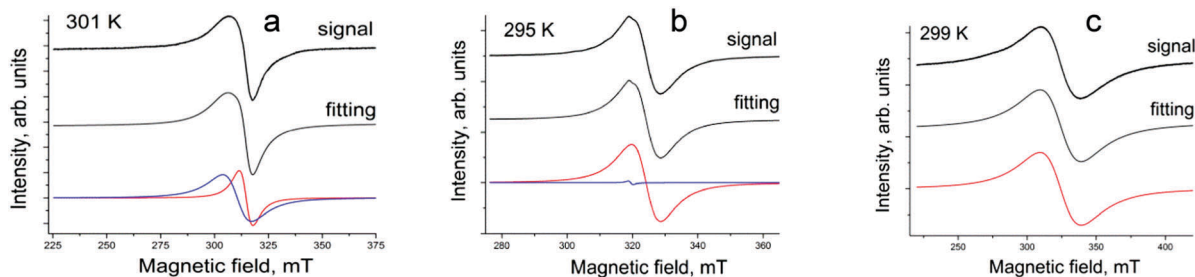 301 K
a
signal
fitting
Intensity, arb. units
225 250 275 300 325 350 375
Magnetic field, mT
295 K
b
signal
fitting
Intensity, arb. units
280 300 320 340 360
Magnetic field, mT
299 K
c
signal
fitting
Intensity, arb. units
250 300 350 400
Magnetic field, mT